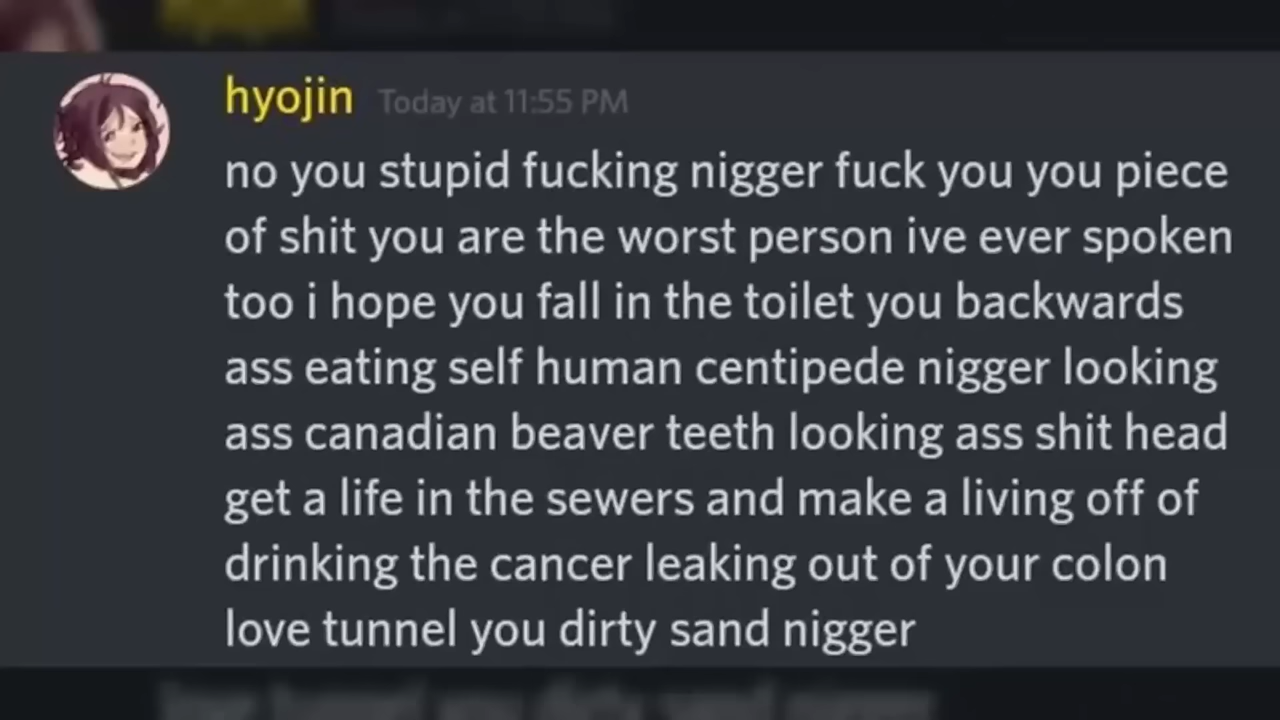 hyojin Today at 11:55 PM
no you stupid fucking nigger fuck you you piece
of shit you are the worst person ive ever spoken
too i hope you fall in the toilet you backwards
ass eating self human centipede nigger looking
ass canadian beaver teeth looking ass shit head
get a life in the sewers and make a living off of
drinking the cancer leaking out of your colon
love tunnel you dirty sand nigger